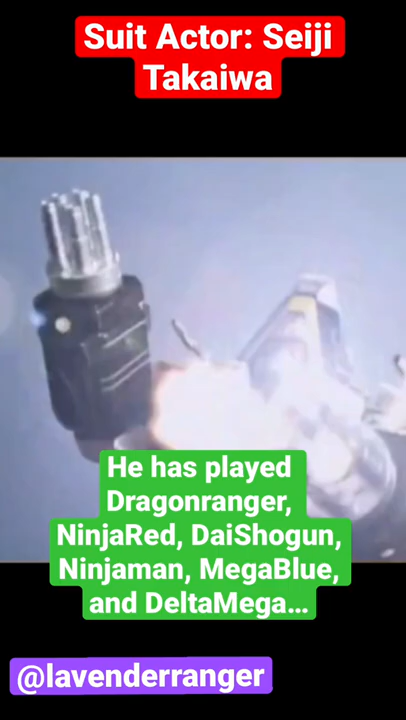 Suit Actor: Seiji
Takaiwa
He has played
Dragonranger,
NinjaRed, DaiShogun,
Ninjaman, MegaBlue,
and DeltaMega...
@lavenderranger